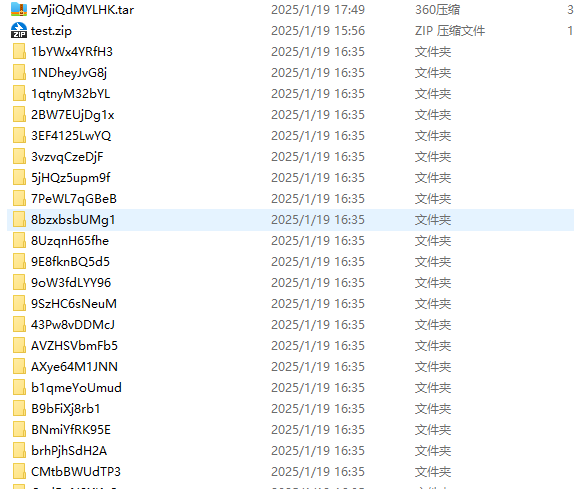 zMjiQdMYLHK.tar 2025/1/19 17:49 360压缩 3
ZIP test.zip 2025/1/19 15:56 ZIP 压缩文件 1
1bYWx4YRfH3 2025/1/19 16:35 文件夹
1NDheyJvG8j 2025/1/19 16:35 文件夹
1qtnyM32bYL 2025/1/19 16:35 文件夹
2BW7EUjDg1x 2025/1/19 16:35 文件夹
3EF4125LwYQ 2025/1/19 16:35 文件夹
3vzvqCzeDjF 2025/1/19 16:35 文件夹
5jHQz5upm9f 2025/1/19 16:35 文件夹
7PeWL7qGBeB 2025/1/19 16:35 文件夹
8bzxbsbUMg1 2025/1/19 16:35 文件夹
8UzqnH65fhe 2025/1/19 16:35 文件夹
9E8fknBQ5d5 2025/1/19 16:35 文件夹
9oW3fdLYY96 2025/1/19 16:35 文件夹
9SzHC6sNeuM 2025/1/19 16:35 文件夹
43Pw8vDDMcJ 2025/1/19 16:35 文件夹
AVZHSVbmFb5 2025/1/19 16:35 文件夹
AXye64M1JNN 2025/1/19 16:35 文件夹
b1qmeYoUmud 2025/1/19 16:35 文件夹
B9bFiXj8rb1 2025/1/19 16:35 文件夹
BNmiYfRK95E 2025/1/19 16:35 文件夹
brhPjhSdH2A 2025/1/19 16:35 文件夹
CMtbBWUdTP3 2025/1/19 16:35 文件夹